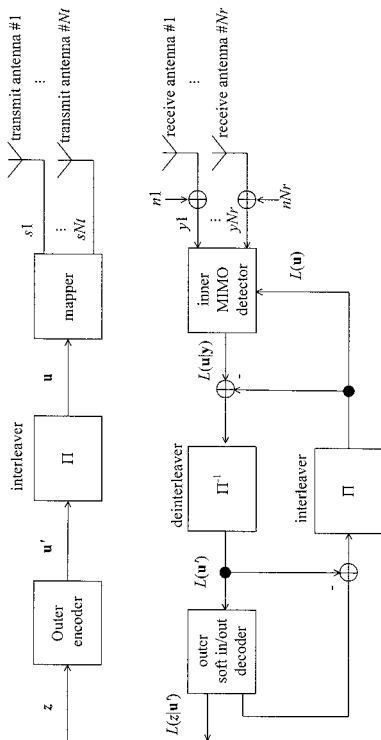 z
Outer
encoder
u'
interleaver
Π
u
mapper
s1
⋮
sNt
transmit antenna #1
⋮
transmit antenna #Nt
L(z|u')
outer
soft in/out
decoder
L(u')
deinterleaver
Π⁻¹
-
interleaver
Π
-
L(u|y)
inner
MIMO
detector
L(u)
y1
⋮
yNr
n1
nNr
receive antenna #1
⋮
receive antenna #Nr